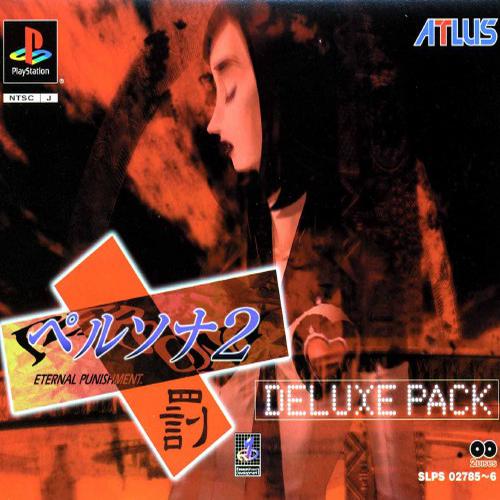 PlayStation
NTSC J
ATLUS
ペルソナ2
ETERNAL PUNISHMENT.
罰
DELUXE PACK
2 DISCS
SLPS 02785~6